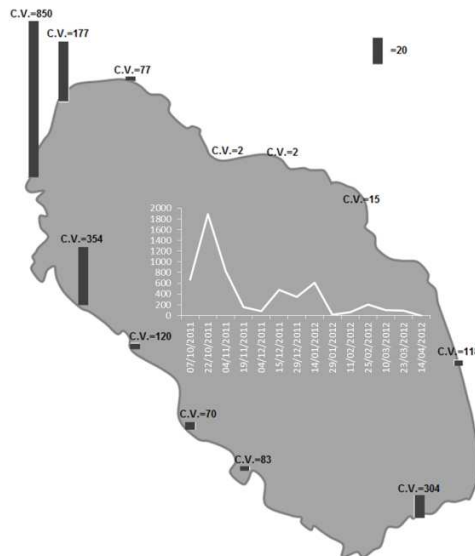 C.V.=850
C.V.=177
=20
C.V.=77
C.V.=2
C.V.=2
C.V.=15
C.V.=354
2000
1800
1600
1400
1200
1000
800
600
400
200
0
07/10/2011
22/10/2011
04/11/2011
19/11/2011
04/12/2011
15/12/2011
29/12/2011
14/01/2012
29/01/2012
11/02/2012
25/02/2012
10/03/2012
23/03/2012
14/04/2012
C.V.=120
C.V.=118
C.V.=70
C.V.=83
C.V.=304